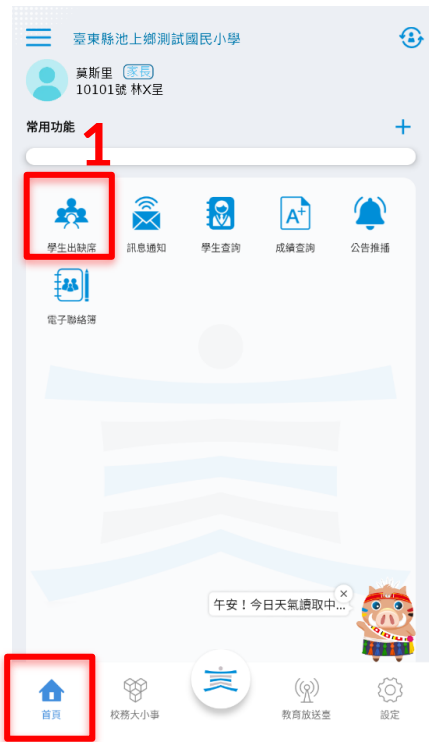 臺東縣池上鄉測試國民小學
莫斯里 家長
10101號 林X呈
常用功能
1
學生出缺席 訊息通知 學生查詢 成績查詢 公告推播
A+
電子聯絡簿
午安！今日天氣讀取中...
首頁 校務大小事 教育放送臺 設定